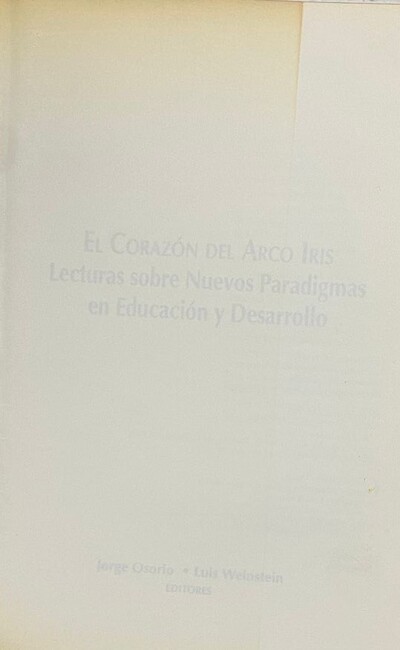 EL CORAZÓN DEL ARCO IRIS
Lecturas sobre Nuevos Paradigmas
en Educación y Desarrollo
Jorge Osorio • Luis Weinstein
EDITORES